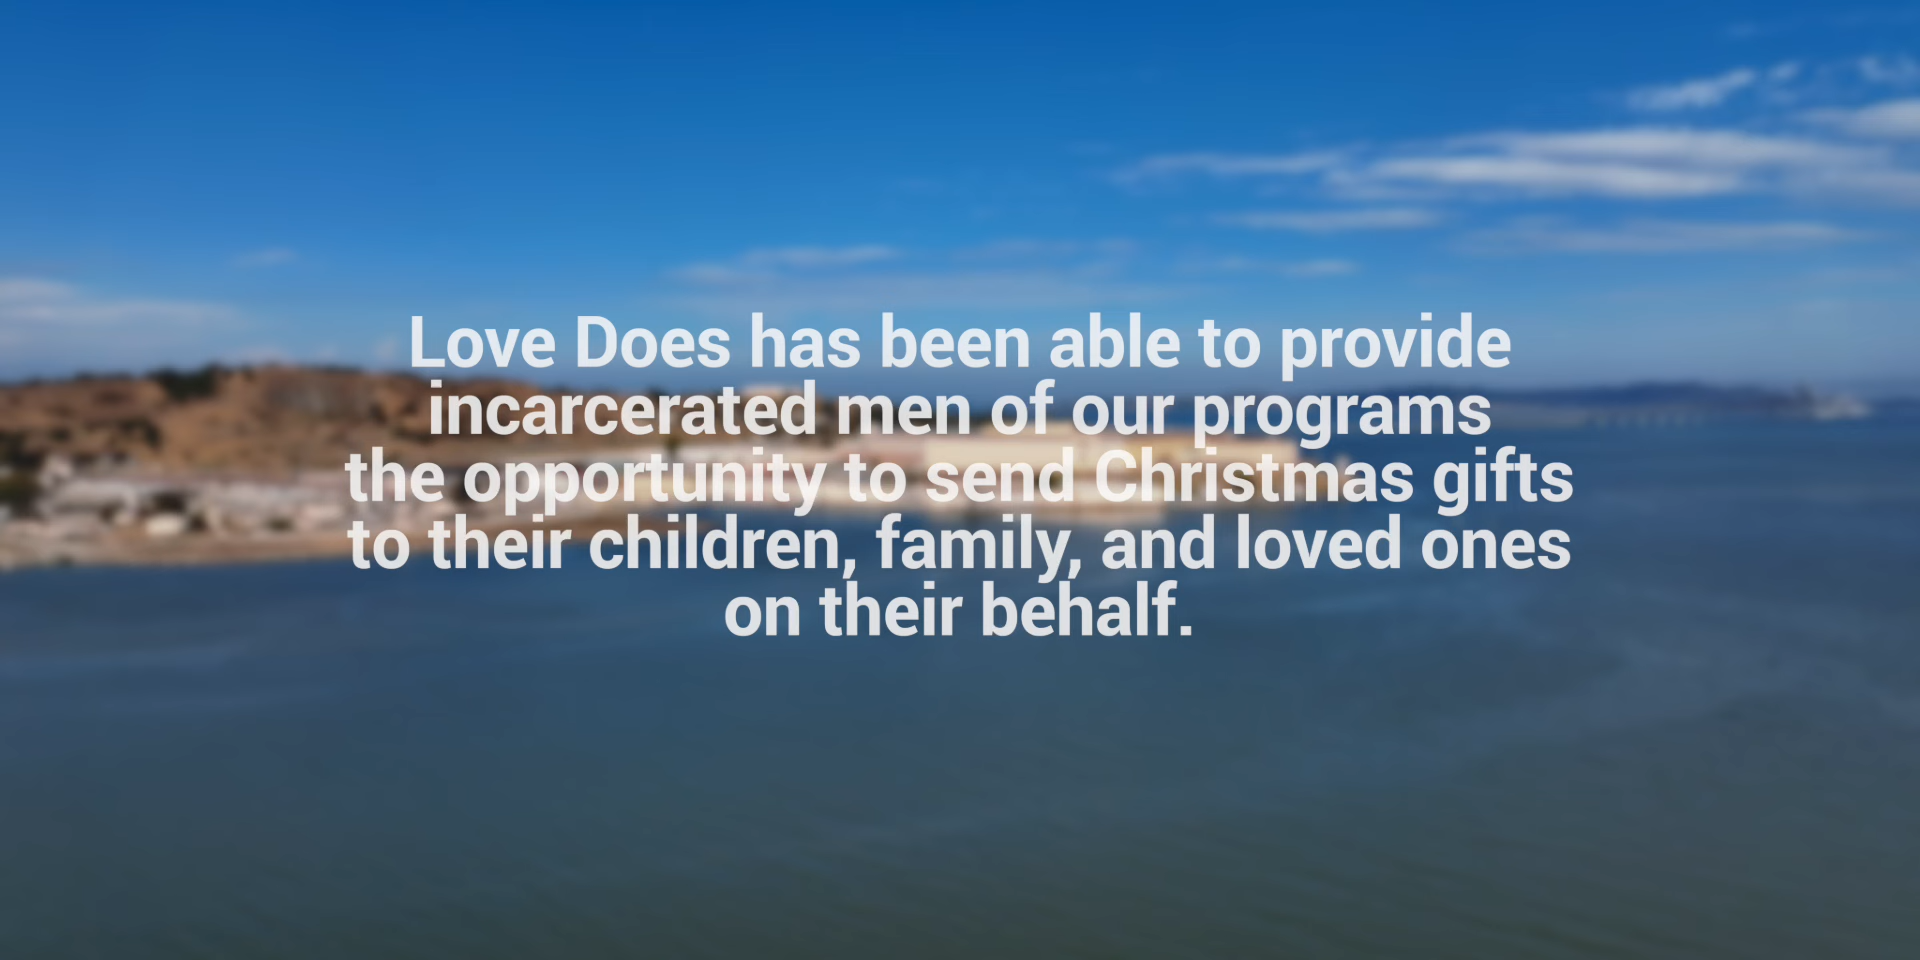 Love Does has been able to provide
incarcerated men of our programs
the opportunity to send Christmas gifts
to their children, family, and loved ones
on their behalf.